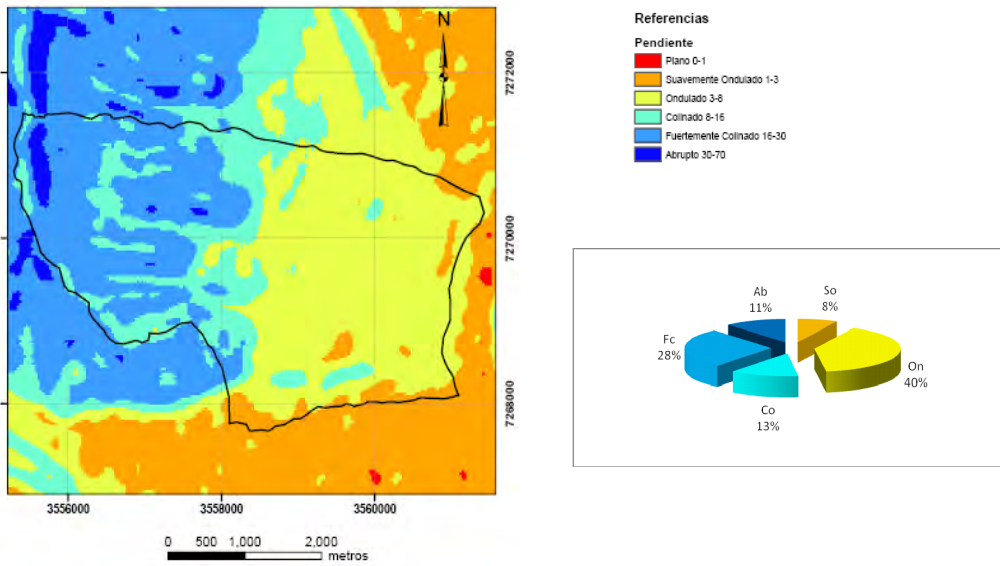 N
7272000
7270000
7268000
3556000
3558000
3560000
0 500 1,000 2,000
metros
Referencias
Pendiente
Plano 0-1
Suavemente Ondulado 1-3
Ondulado 3-8
Colinado 8-16
Fuertemente Colinado 16-30
Abrupto 30-70
Ab
11%
So
8%
Fc
28%
On
40%
Co
13%